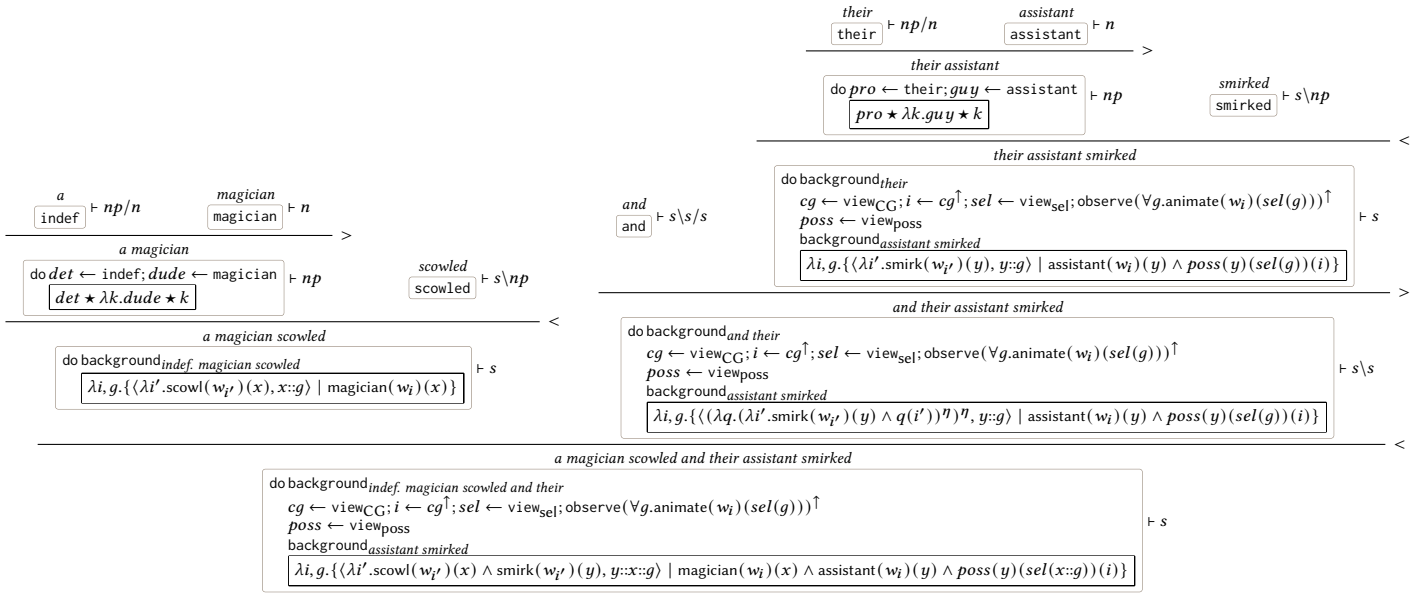 their
their ⊢ np/n
assistant
assistant ⊢ n
>
their assistant
do pro ← their; guy ← assistant
pro ★ λk.guy ★ k
⊢ np
smirked
smirked ⊢ s\np
<
their assistant smirked
do background_their
cg ← view_CG; i ← cg↑; sel ← view_sel; observe(∀g.animate(w_i)(sel(g)))↑
poss ← view_poss
background_assistant smirked
λi, g.{⟨λi′.smirk(w_i′)(y), y::g⟩ | assistant(w_i)(y) ∧ poss(y)(sel(g))(i)}
⊢ s
a
indef ⊢ np/n
magician
magician ⊢ n
>
a magician
do det ← indef; dude ← magician
det ★ λk.dude ★ k
⊢ np
scowled
scowled ⊢ s\np
<
a magician scowled
do background_indef. magician scowled
λi, g.{⟨λi′.scowl(w_i′)(x), x::g⟩ | magician(w_i)(x)}
⊢ s
and
and ⊢ s\s/s
>
and their assistant smirked
do background_and their
cg ← view_CG; i ← cg↑; sel ← view_sel; observe(∀g.animate(w_i)(sel(g)))↑
poss ← view_poss
background_assistant smirked
λi, g.{⟨(λq.(λi′.smirk(w_i′)(y) ∧ q(i′))^η)^η, y::g⟩ | assistant(w_i)(y) ∧ poss(y)(sel(g))(i)}
⊢ s\s
<
a magician scowled and their assistant smirked
do background_indef. magician scowled and their
cg ← view_CG; i ← cg↑; sel ← view_sel; observe(∀g.animate(w_i)(sel(g)))↑
poss ← view_poss
background_assistant smirked
λi, g.{⟨λi′.scowl(w_i′)(x) ∧ smirk(w_i′)(y), y::x::g⟩ | magician(w_i)(x) ∧ assistant(w_i)(y) ∧ poss(y)(sel(x::g))(i)}
⊢ s